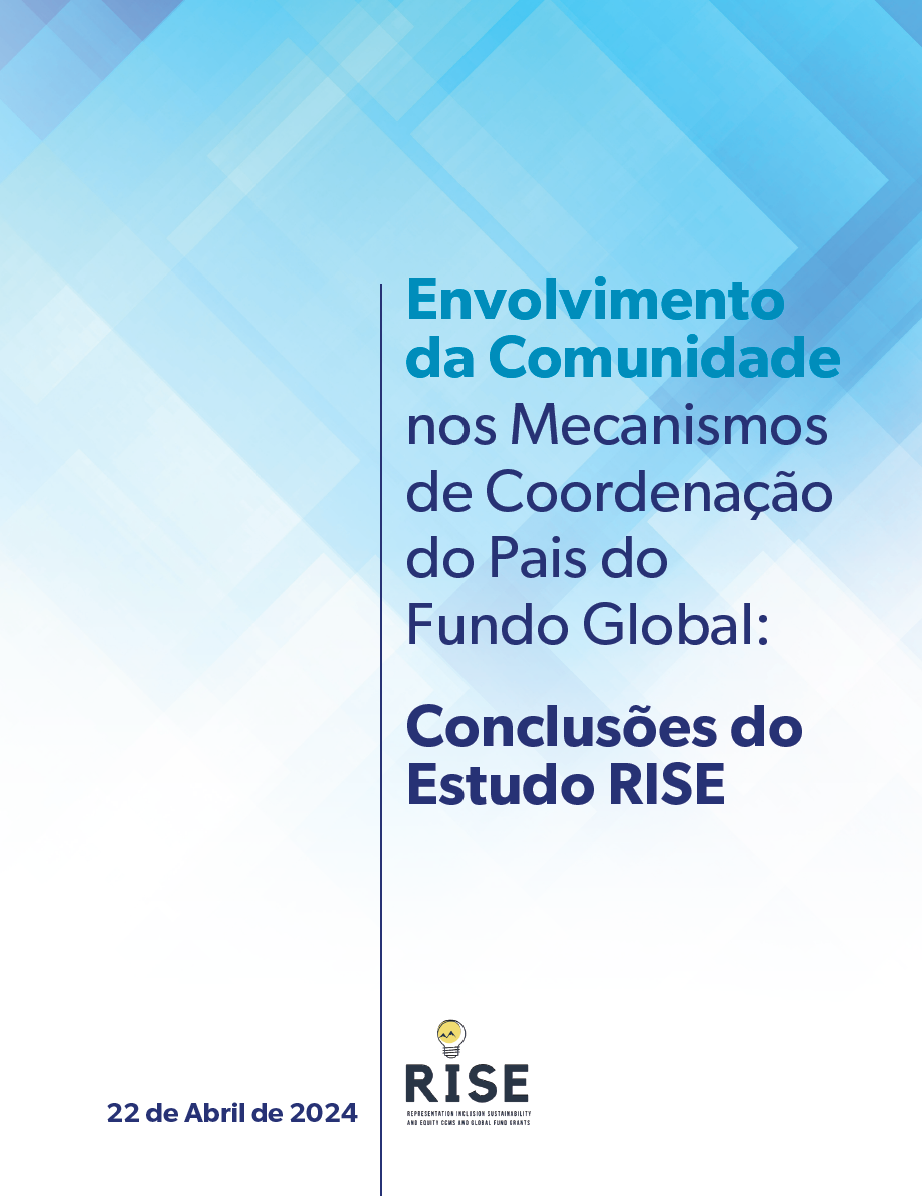 Envolvimento
da Comunidade
nos Mecanismos
de Coordenação
do Pais do
Fundo Global:
Conclusões do
Estudo RISE
22 de Abril de 2024
RISE
REPRESENTATION INCLUSION SUSTAINABILITY
AND EQUITY CCMS AND GLOBAL FUND GRANTS